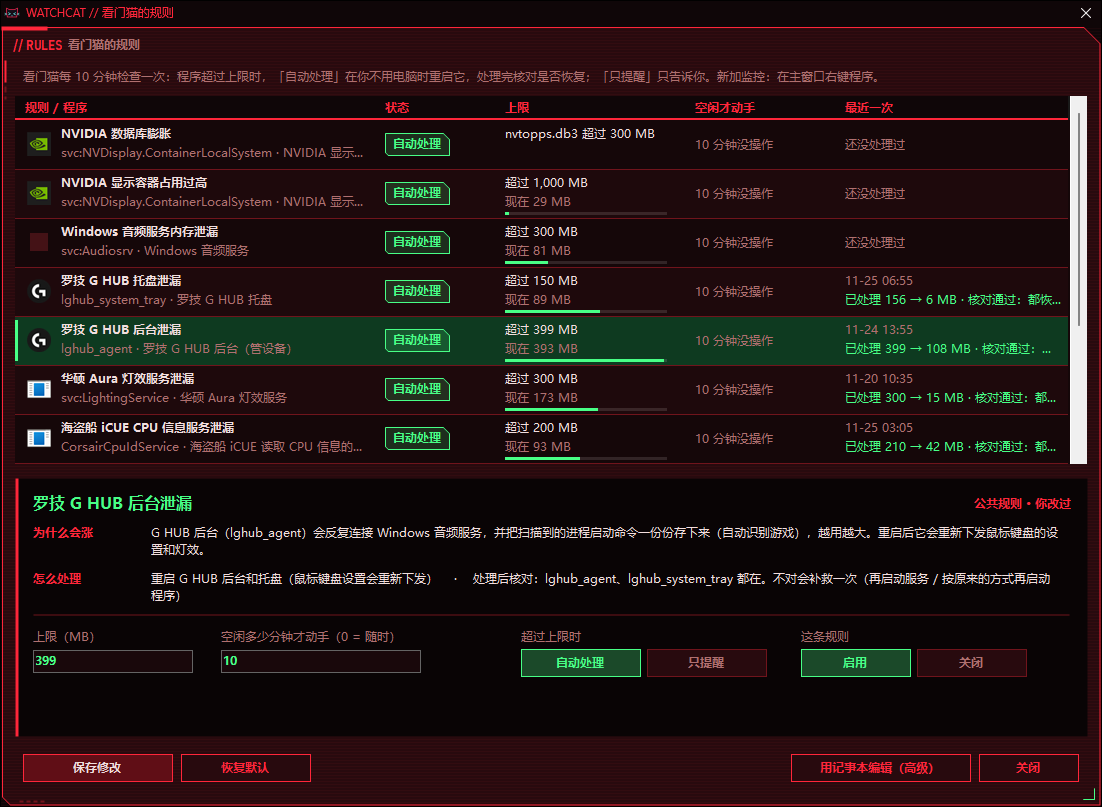 WATCHCAT // 看门猫的规则
// RULES 看门猫的规则
看门猫每 10 分钟检查一次：程序超过上限时，「自动处理」在你不用电脑时重启它，处理完核对是否恢复；「只提醒」只告诉你。新加监控：在主窗口右键程序。
规则 / 程序 状态 上限 空闲才动手 最近一次
NVIDIA 数据库膨胀
svc:NVDisplay.ContainerLocalSystem · NVIDIA 显示...
自动处理
nvtopps.db3 超过 300 MB
10 分钟没操作
还没处理过
NVIDIA 显示容器占用过高
svc:NVDisplay.ContainerLocalSystem · NVIDIA 显示...
自动处理
超过 1,000 MB
现在 29 MB
10 分钟没操作
还没处理过
Windows 音频服务内存泄漏
svc:Audiosrv · Windows 音频服务
自动处理
超过 300 MB
现在 81 MB
10 分钟没操作
还没处理过
罗技 G HUB 托盘泄漏
lghub_system_tray · 罗技 G HUB 托盘
自动处理
超过 150 MB
现在 89 MB
10 分钟没操作
11-25 06:55
已处理 156 → 6 MB · 核对通过：都恢...
罗技 G HUB 后台泄漏
lghub_agent · 罗技 G HUB 后台（管设备）
自动处理
超过 399 MB
现在 393 MB
10 分钟没操作
11-24 13:55
已处理 399 → 108 MB · 核对通过：...
华硕 Aura 灯效服务泄漏
svc:LightingService · 华硕 Aura 灯效服务
自动处理
超过 300 MB
现在 173 MB
10 分钟没操作
11-20 10:35
已处理 300 → 15 MB · 核对通过：都...
海盗船 iCUE CPU 信息服务泄漏
CorsairCpuIdService · 海盗船 iCUE 读取 CPU 信息的...
自动处理
超过 200 MB
现在 93 MB
10 分钟没操作
11-25 03:05
已处理 210 → 42 MB · 核对通过：都...
罗技 G HUB 后台泄漏
公共规则 · 你改过
为什么会涨
G HUB 后台（lghub_agent）会反复连接 Windows 音频服务，并把扫描到的进程启动命令一份份存下来（自动识别游戏），越用越大。重启后它会重新下发鼠标键盘的设
置和灯效。
怎么处理
重启 G HUB 后台和托盘（鼠标键盘设置会重新下发） · 处理后核对：lghub_agent、lghub_system_tray 都在。不对会补救一次（再启动服务 / 按原来的方式再启动
程序）
上限（MB） 空闲多少分钟才动手（0 = 随时） 超过上限时 这条规则
399 10 自动处理 只提醒 启用 关闭
保存修改 恢复默认 用记事本编辑（高级） 关闭